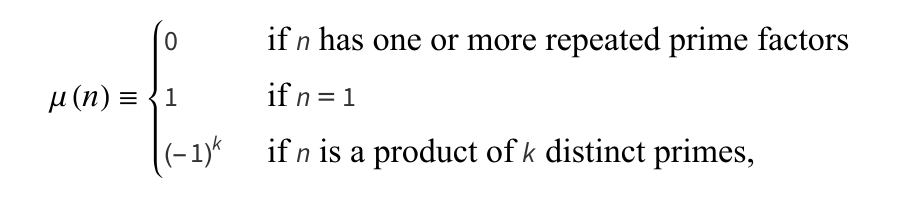 0 if n has one or more repeated prime factors
μ(n) ≡ { 1 if n = 1
(−1)^k if n is a product of k distinct primes,